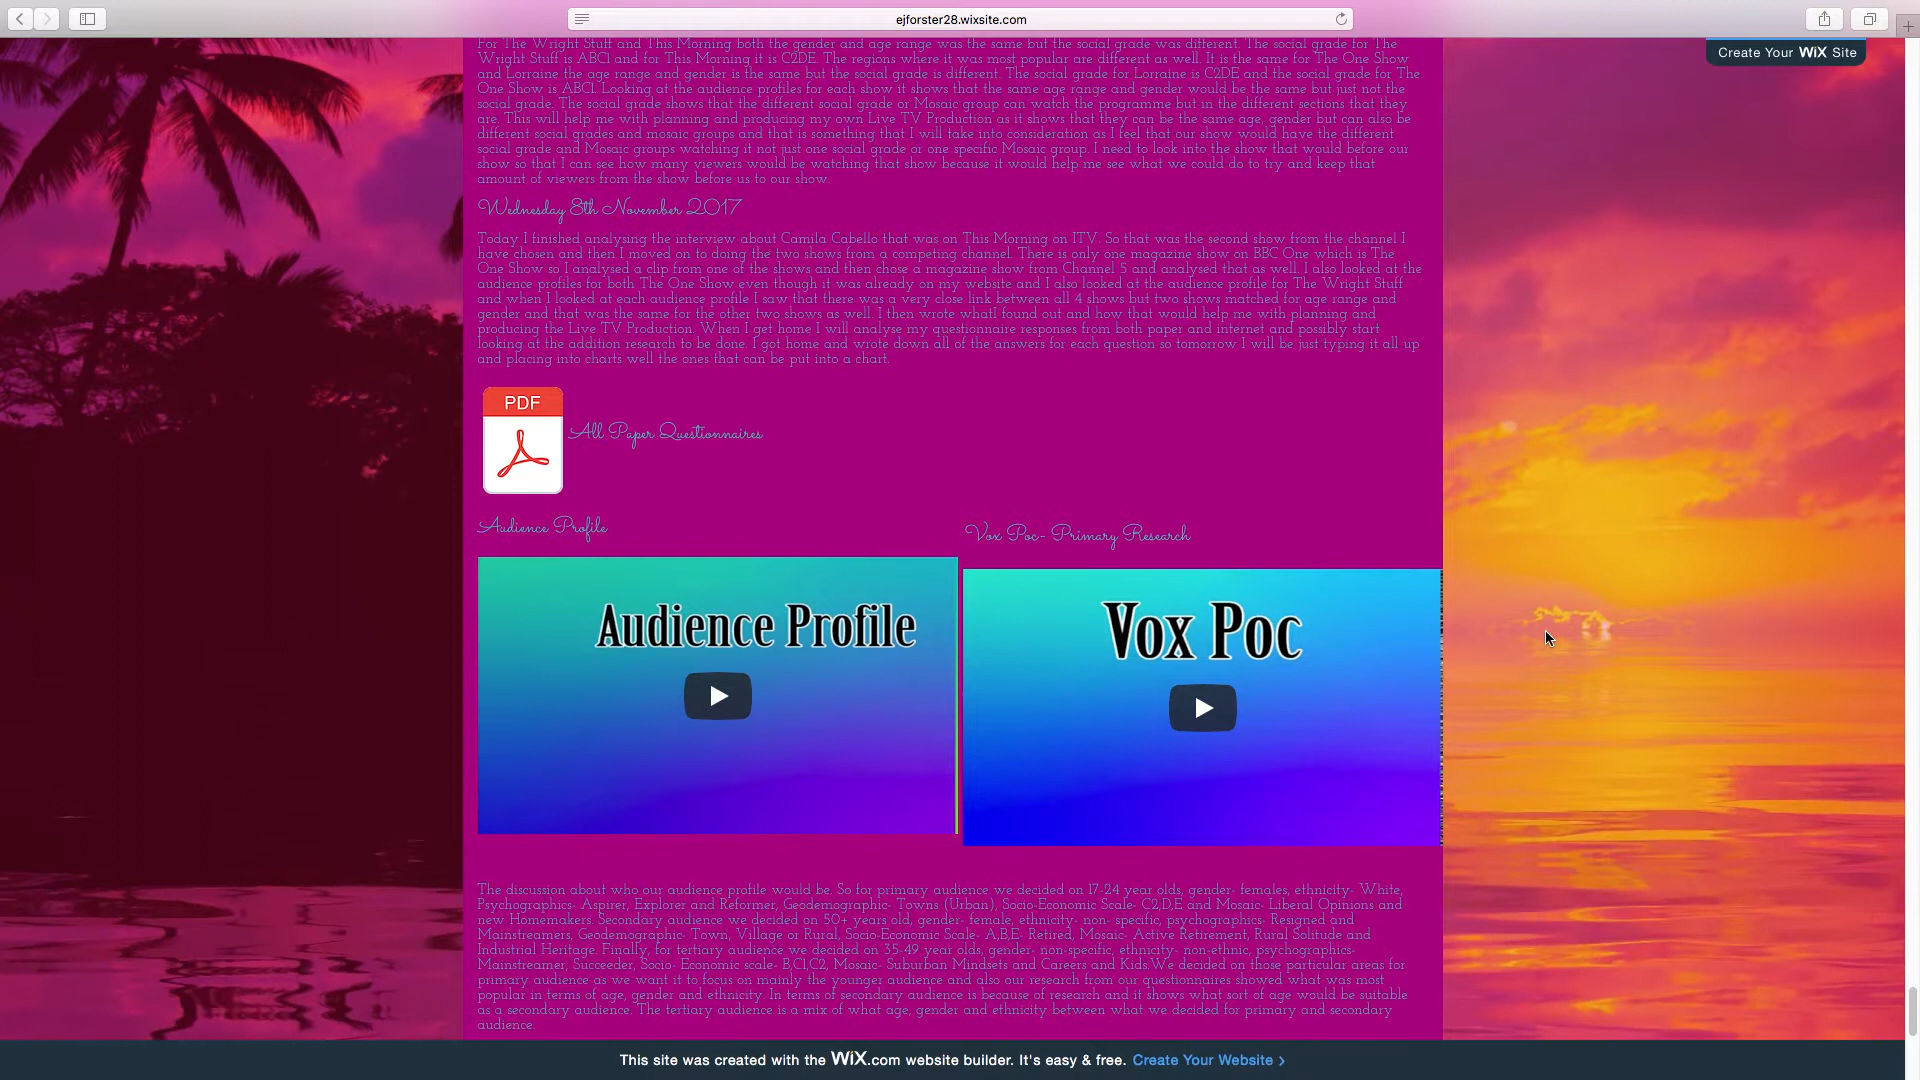 ejforster28.wixsite.com
Create Your WiX Site
For The Wright Stuff and This Morning both the gender and age range was the same but the social grade was different. The social grade for The
Wright Stuff is ABC1 and for This Morning it is C2DE. The regions where it was most popular are different as well. It is the same for The One Show
and Lorraine the age range and gender is the same but the social grade is different. The social grade for Lorraine is C2DE and the social grade for The
One Show is ABC1. Looking at the audience profiles for each show it shows that the same age range and gender would be the same but just not the
social grade. The social grade shows that the different social grade or Mosaic group can watch the programme but in the different sections that they
are. This will help me with planning and producing my own Live TV Production as it shows that they can be the same age, gender but can also be
different social grades and mosaic groups and that is something that I will take into consideration as I feel that our show would have the different
social grade and Mosaic groups watching it not just one social grade or one specific Mosaic group. I need to look into the show that would before our
show so that I can see how many viewers would be watching that show because it would help me see what we could do to try and keep that
amount of viewers from the show before us to our show.
Wednesday 8th November 2017
Today I finished analysing the interview about Camila Cabello that was on This Morning on ITV. So that was the second show from the channel I
have chosen and then I moved on to doing the two shows from a competing channel. There is only one magazine show on BBC One which is The
One Show so I analysed a clip from one of the shows and then chose a magazine show from Channel 5 and analysed that as well. I also looked at the
audience profiles for both The One Show even though it was already on my website and I also looked at the audience profile for The Wright Stuff
and when I looked at each audience profile I saw that there was a very close link between all 4 shows but two shows matched for age range and
gender and that was the same for the other two shows as well. I then wrote whatI found out and how that would help me with planning and
producing the Live TV Production. When I get home I will analyse my questionnaire responses from both paper and internet and possibly start
looking at the addition research to be done. I got home and wrote down all of the answers for each question so tomorrow I will be just typing it all up
and placing into charts well the ones that can be put into a chart.
PDF
All Paper Questionnaires
Audience Profile
Vox Poc- Primary Research
Audience Profile
Vox Poc
The discussion about who our audience profile would be. So for primary audience we decided on 17-24 year olds, gender- females, ethnicity- White,
Psychographics- Aspirer, Explorer and Reformer, Geodemographic- Towns (Urban), Socio-Economic Scale- C2,D,E and Mosaic- Liberal Opinions and
new Homemakers. Secondary audience we decided on 50+ years old, gender- female, ethnicity- non- specific, psychographics- Resigned and
Mainstreamers, Geodemographic- Town, Village or Rural, Socio-Economic Scale- A,B,E- Retired, Mosaic- Active Retirement, Rural Solitude and
Industrial Heritage. Finally, for tertiary audience we decided on 35-49 year olds, gender- non-specific, ethnicity- non-ethnic, psychographics-
Mainstreamer, Succeeder, Socio- Economic scale- B,C1,C2, Mosaic- Suburban Mindsets and Careers and Kids.We decided on those particular areas for
primary audience as we want it to focus on mainly the younger audience and also our research from our questionnaires showed what was most
popular in terms of age, gender and ethnicity. In terms of secondary audience is because of research and it shows what sort of age would be suitable
as a secondary audience. The tertiary audience is a mix of what age, gender and ethnicity between what we decided for primary and secondary
audience.
This site was created with the WiX.com website builder. It's easy & free. Create Your Website >